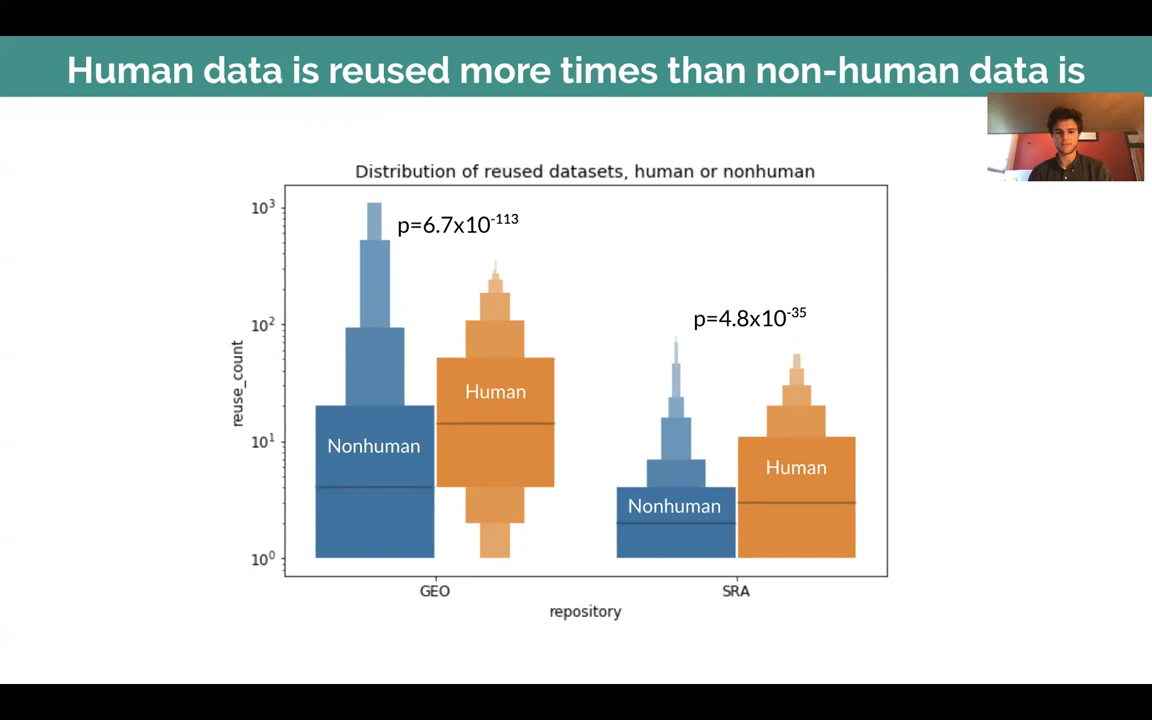 Human data is reused more times than non-human data is
Distribution of reused datasets, human or nonhuman
10³
10²
10¹
10⁰
reuse_count
p=6.7x10⁻¹¹³
p=4.8x10⁻³⁵
Human
Nonhuman
Human
Nonhuman
GEO
SRA
repository